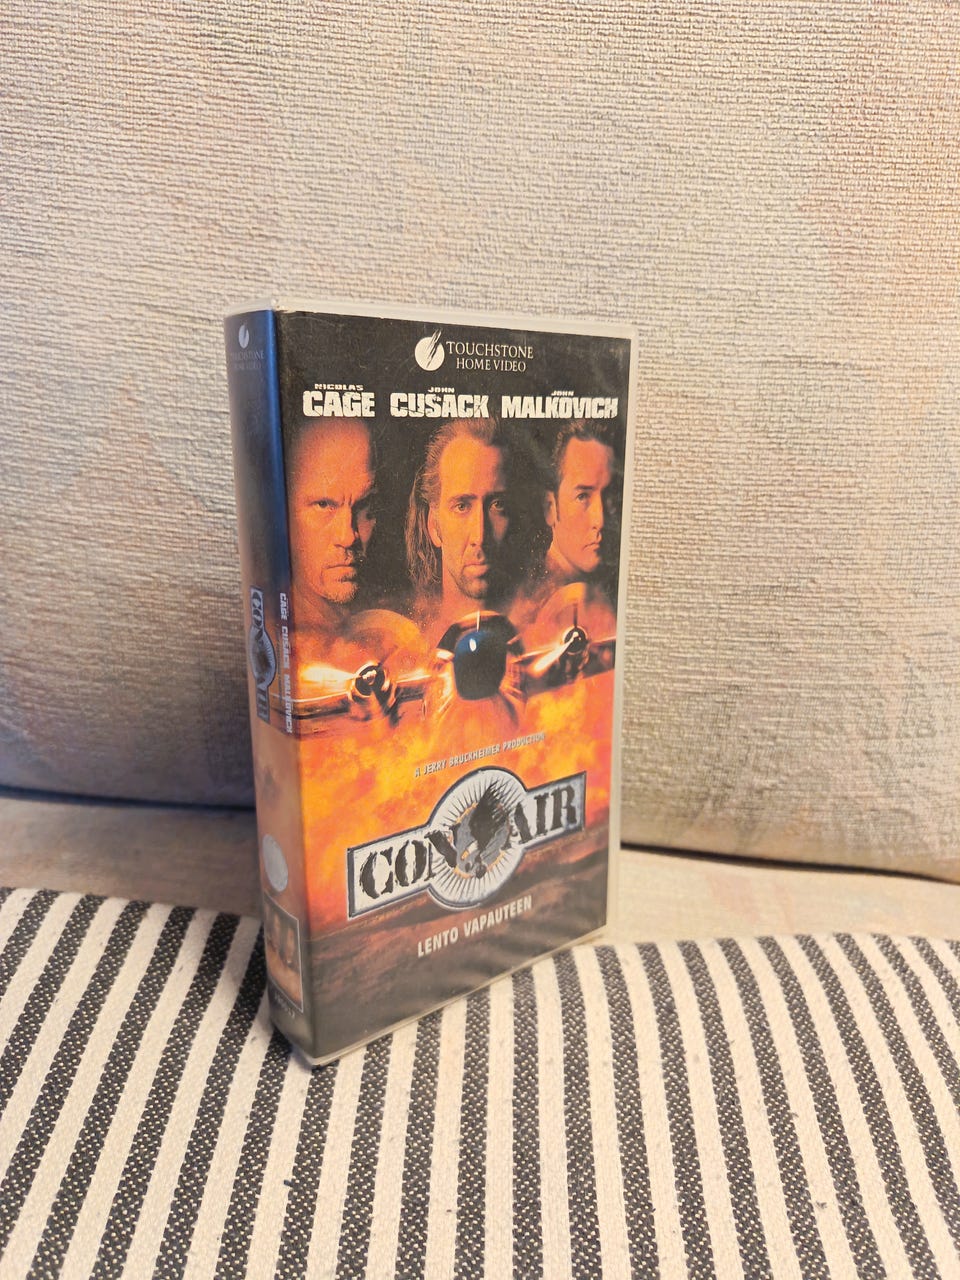 TOUCHSTONE
HOME VIDEO
NICOLAS
CAGE
JOHN
CUSACK
JOHN
MALKOVICH
A JERRY BRUCKHEIMER PRODUCTION
CON AIR
LENTO VAPAUTEEN
TOUCHSTONE
HOME VIDEO
CAGE CUSACK MALKOVICH
CON AIR